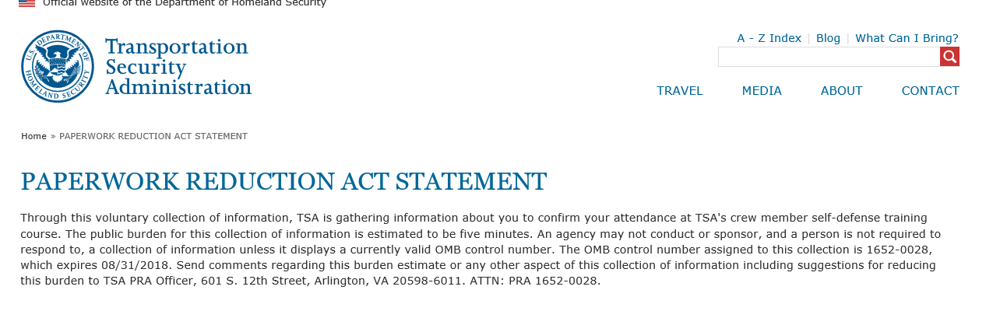 Official website of the Department of Homeland Security
U.S. DEPARTMENT OF HOMELAND SECURITY
Transportation
Security
Administration
A - Z Index | Blog | What Can I Bring?
TRAVEL MEDIA ABOUT CONTACT
Home » PAPERWORK REDUCTION ACT STATEMENT
PAPERWORK REDUCTION ACT STATEMENT
Through this voluntary collection of information, TSA is gathering information about you to confirm your attendance at TSA's crew member self-defense training
course. The public burden for this collection of information is estimated to be five minutes. An agency may not conduct or sponsor, and a person is not required to
respond to, a collection of information unless it displays a currently valid OMB control number. The OMB control number assigned to this collection is 1652-0028,
which expires 08/31/2018. Send comments regarding this burden estimate or any other aspect of this collection of information including suggestions for reducing
this burden to TSA PRA Officer, 601 S. 12th Street, Arlington, VA 20598-6011. ATTN: PRA 1652-0028.